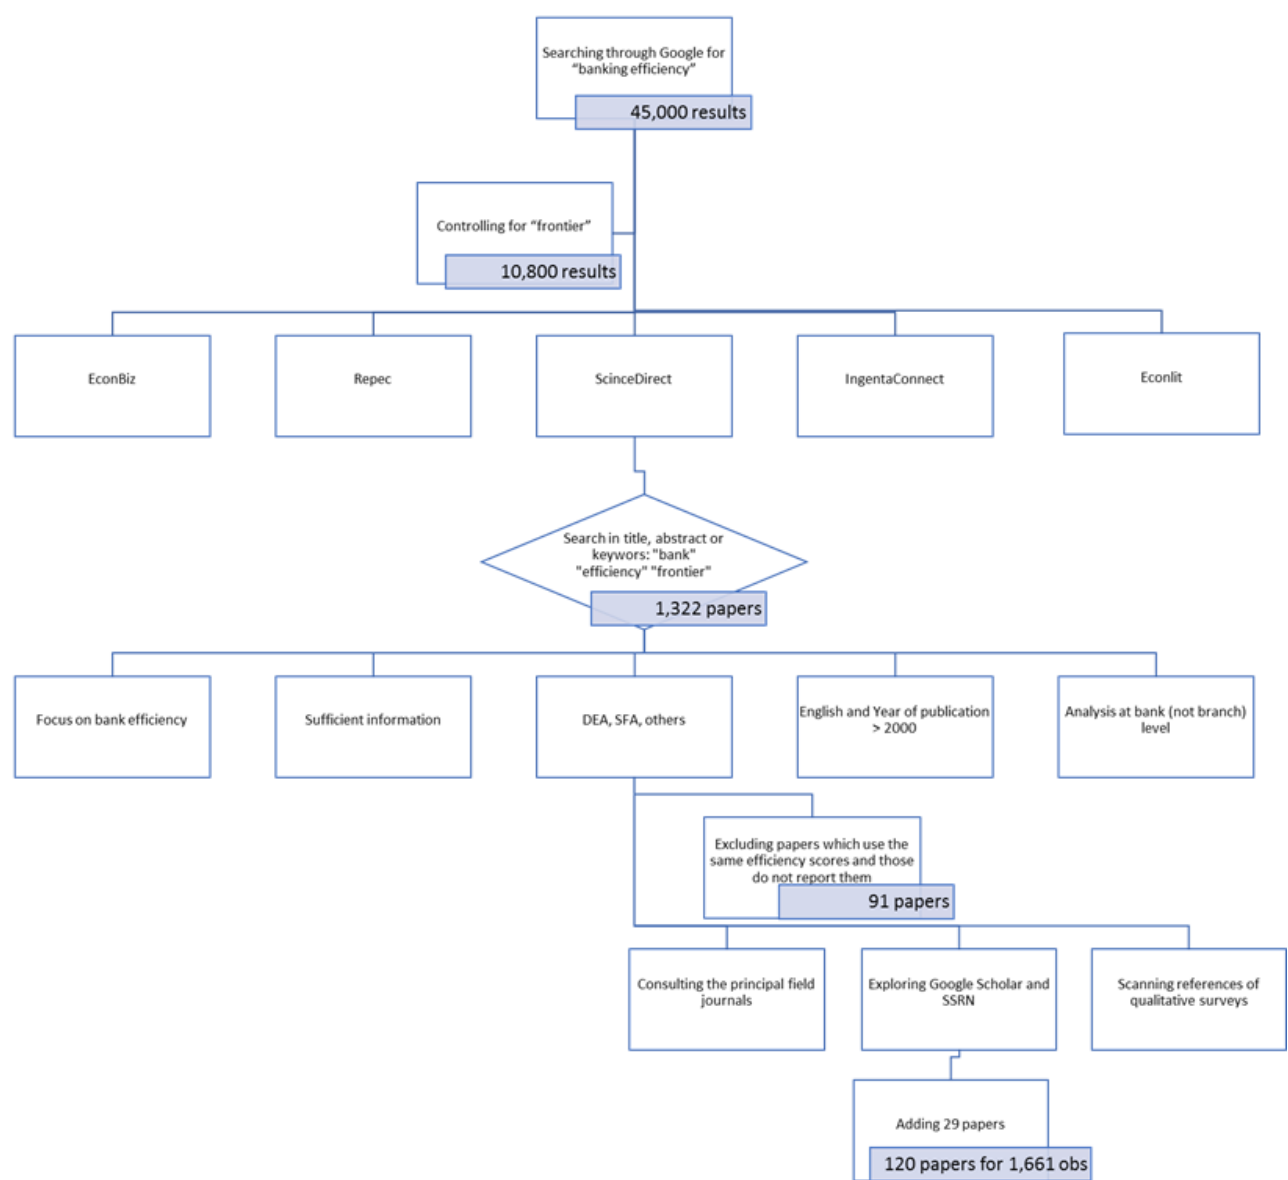 Searching through Google for
“banking efficiency”
45,000 results
Controlling for “frontier”
10,800 results
EconBiz
Repec
ScinceDirect
IngentaConnect
Econlit
Search in title, abstract or
keywors: "bank"
"efficiency" "frontier"
1,322 papers
Focus on bank efficiency
Sufficient information
DEA, SFA, others
English and Year of publication
> 2000
Analysis at bank (not branch)
level
Excluding papers which use the
same efficiency scores and those
do not report them
91 papers
Consulting the principal field
journals
Exploring Google Scholar and
SSRN
Scanning references of
qualitative surveys
Adding 29 papers
120 papers for 1,661 obs